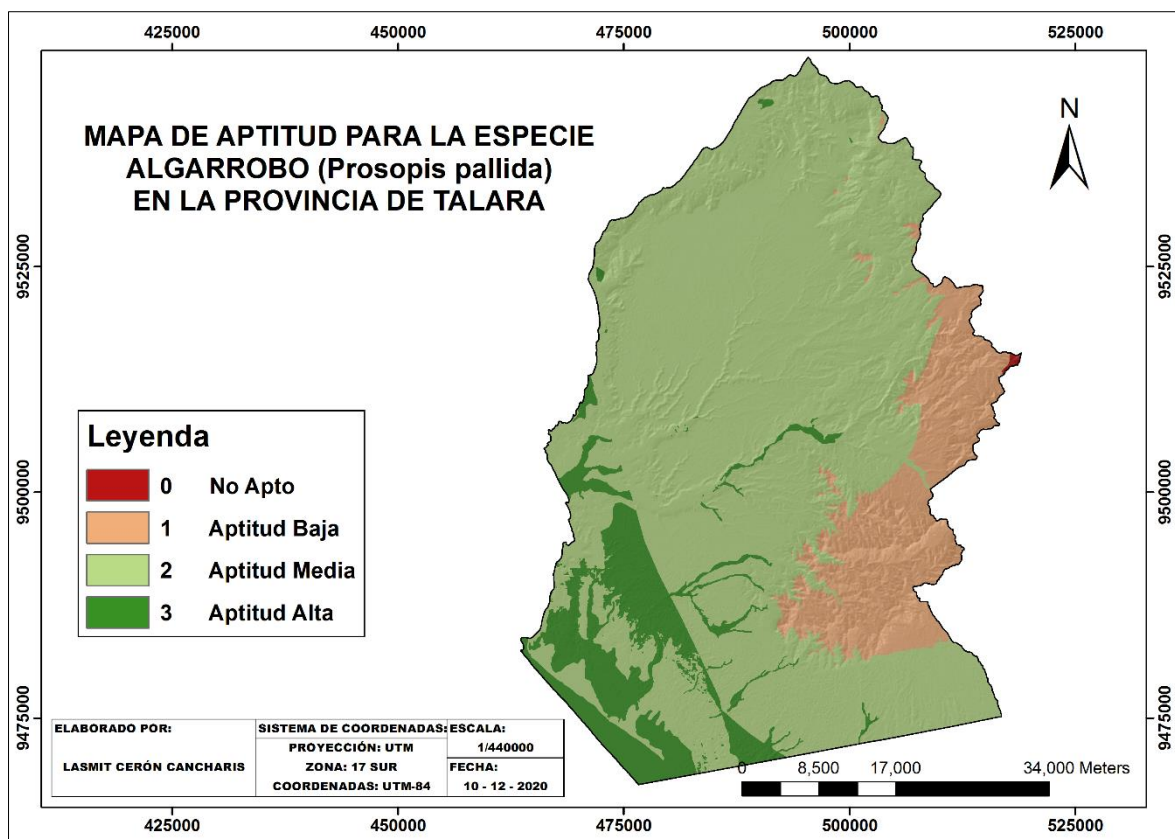 425000 450000 475000 500000 525000
MAPA DE APTITUD PARA LA ESPECIE
ALGARROBO (Prosopis pallida)
EN LA PROVINCIA DE TALARA
N
9525000 9525000
9500000 9500000
9475000 9475000
Leyenda
0 No Apto
1 Aptitud Baja
2 Aptitud Media
3 Aptitud Alta
ELABORADO POR:
LASMIT CERÓN CANCHARIS
SISTEMA DE COORDENADAS:
PROYECCIÓN: UTM
ZONA: 17 SUR
COORDENADAS: UTM-84
ESCALA:
1/440000
FECHA:
10 - 12 - 2020
0 8,500 17,000 34,000 Meters
425000 450000 475000 500000 525000